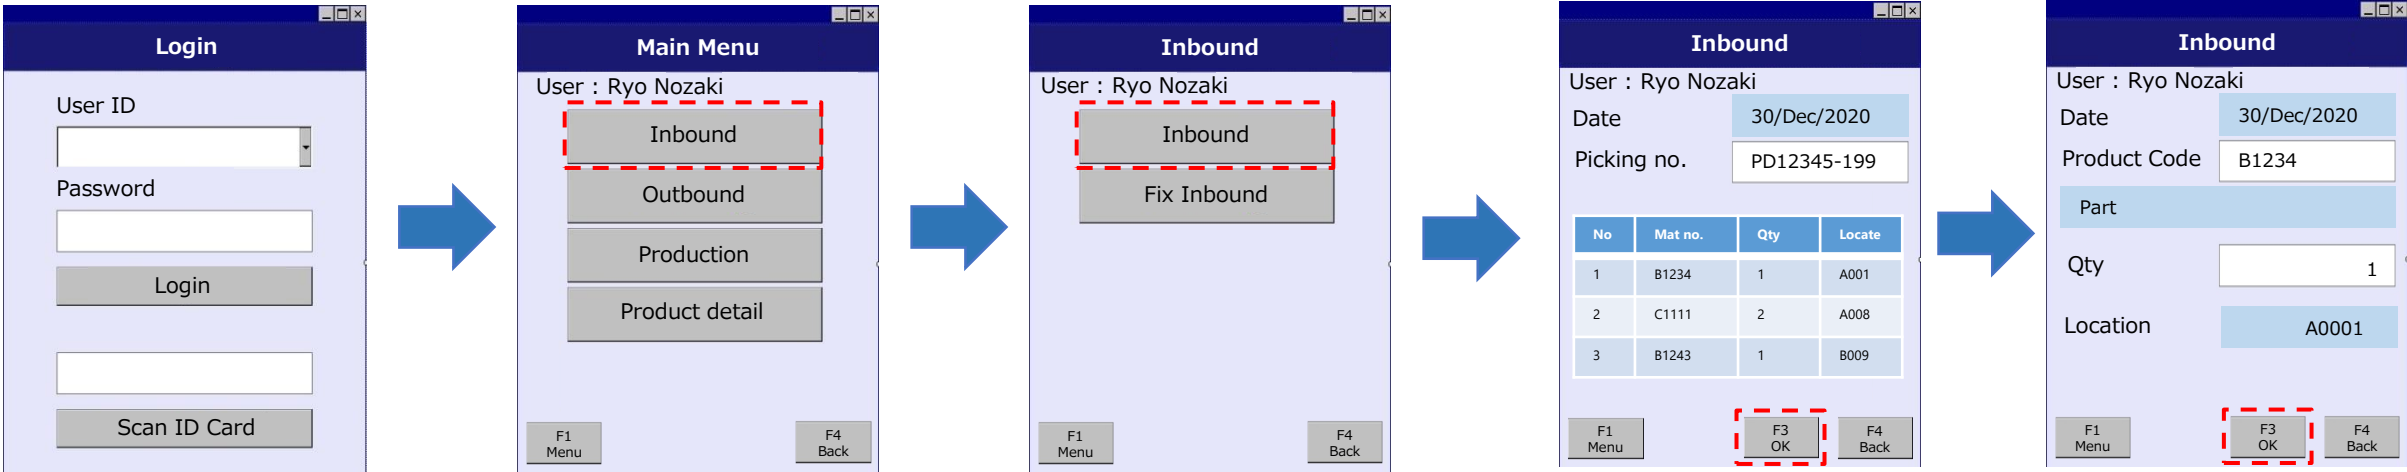 Login
User ID
Password
Login
Scan ID Card
Main Menu
User : Ryo Nozaki
Inbound
Outbound
Production
Product detail
F1
Menu
F4
Back
Inbound
User : Ryo Nozaki
Inbound
Fix Inbound
F1
Menu
F4
Back
Inbound
User : Ryo Nozaki
Date 30/Dec/2020
Picking no. PD12345-199
No Mat no. Qty Locate
1 B1234 1 A001
2 C1111 2 A008
3 B1243 1 B009
F1
Menu
F3
OK
F4
Back
Inbound
User : Ryo Nozaki
Date 30/Dec/2020
Product Code B1234
Part
Qty 1
Location A0001
F1
Menu
F3
OK
F4
Back